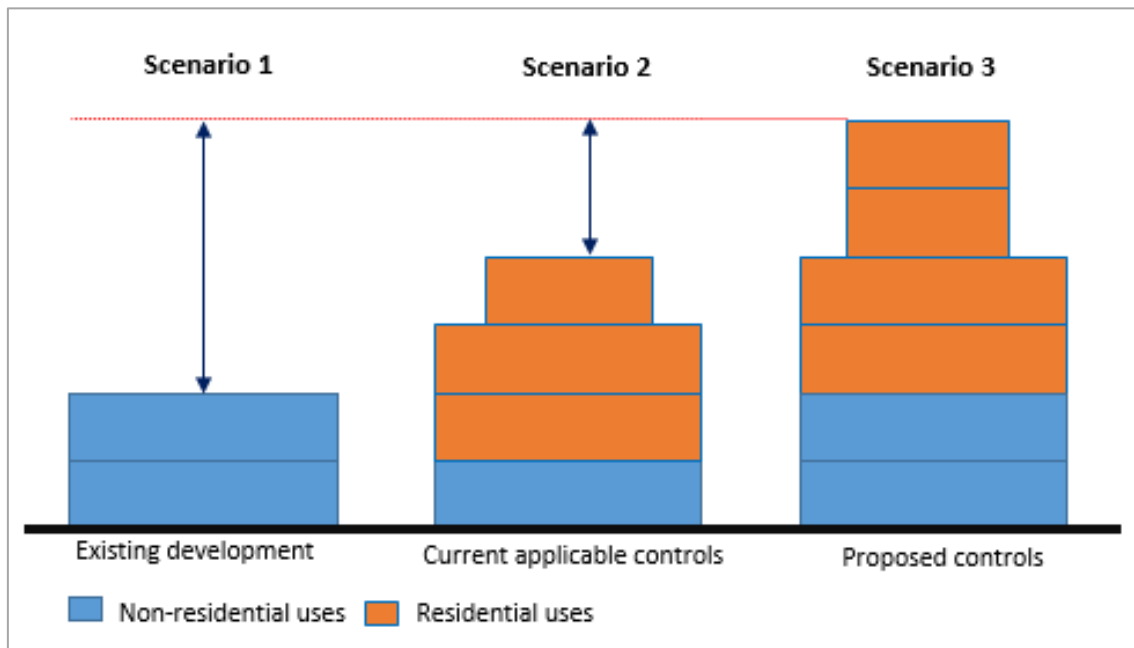 Scenario 1
Scenario 2
Scenario 3
Existing development
Current applicable controls
Proposed controls
Non-residential uses
Residential uses